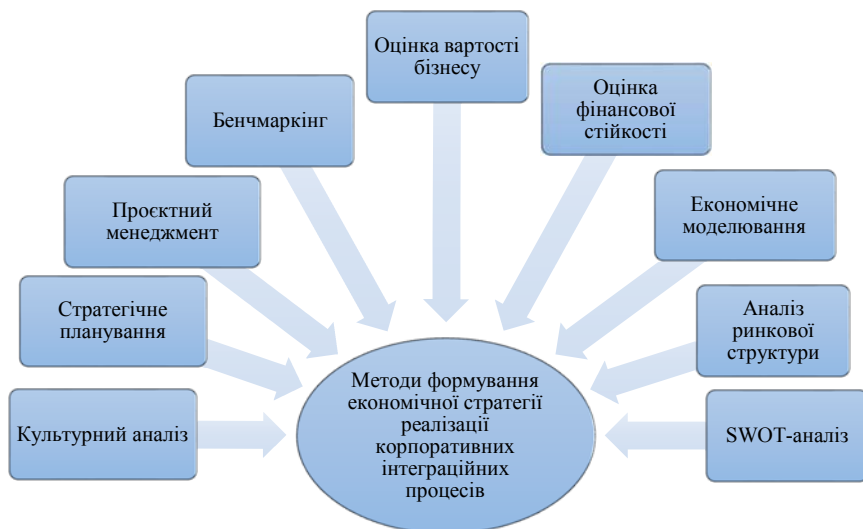 Оцінка вартості
бізнесу
Оцінка
фінансової
стійкості
Бенчмаркінг
Проєктний
менеджмент
Економічне
моделювання
Стратегічне
планування
Аналіз
ринкової
структури
Культурний аналіз
SWOT-аналіз
Методи формування
економічної стратегії
реалізації
корпоративних
інтеграційних
процесів